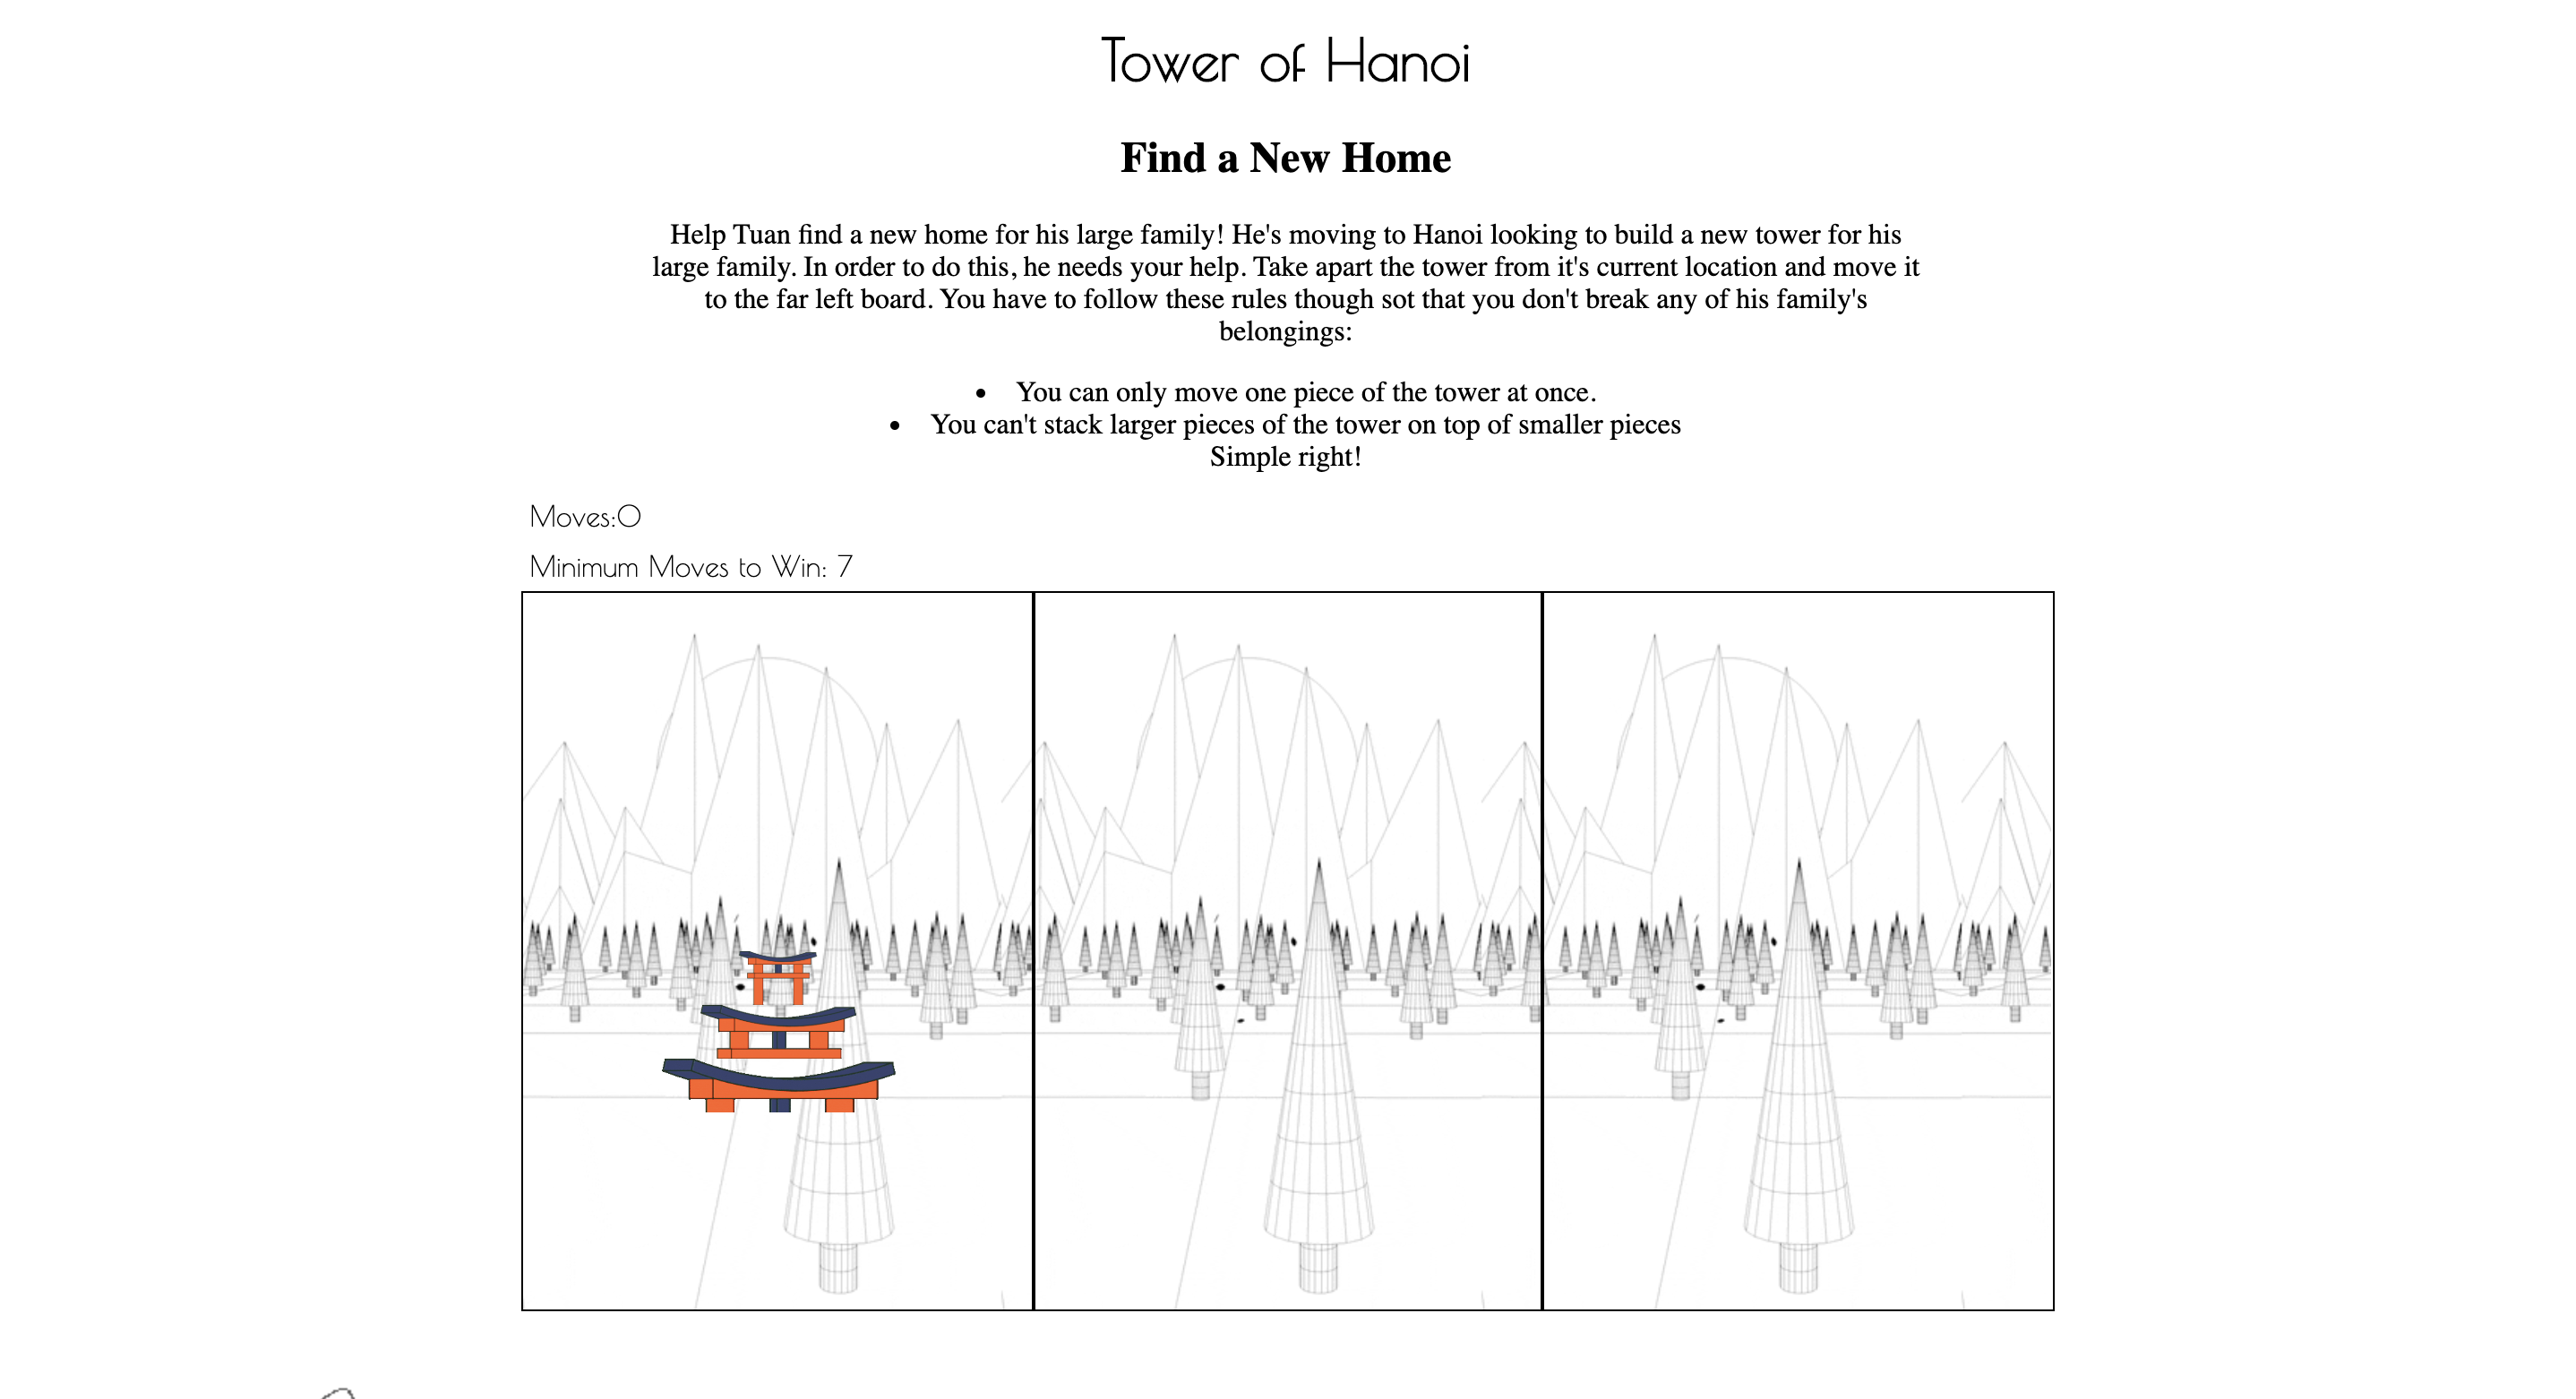 Tower of Hanoi
Find a New Home
Help Tuan find a new home for his large family! He's moving to Hanoi looking to build a new tower for his
large family. In order to do this, he needs your help. Take apart the tower from it's current location and move it
to the far left board. You have to follow these rules though sot that you don't break any of his family's
belongings:
• You can only move one piece of the tower at once.
• You can't stack larger pieces of the tower on top of smaller pieces
Simple right!
Moves:0
Minimum Moves to Win: 7